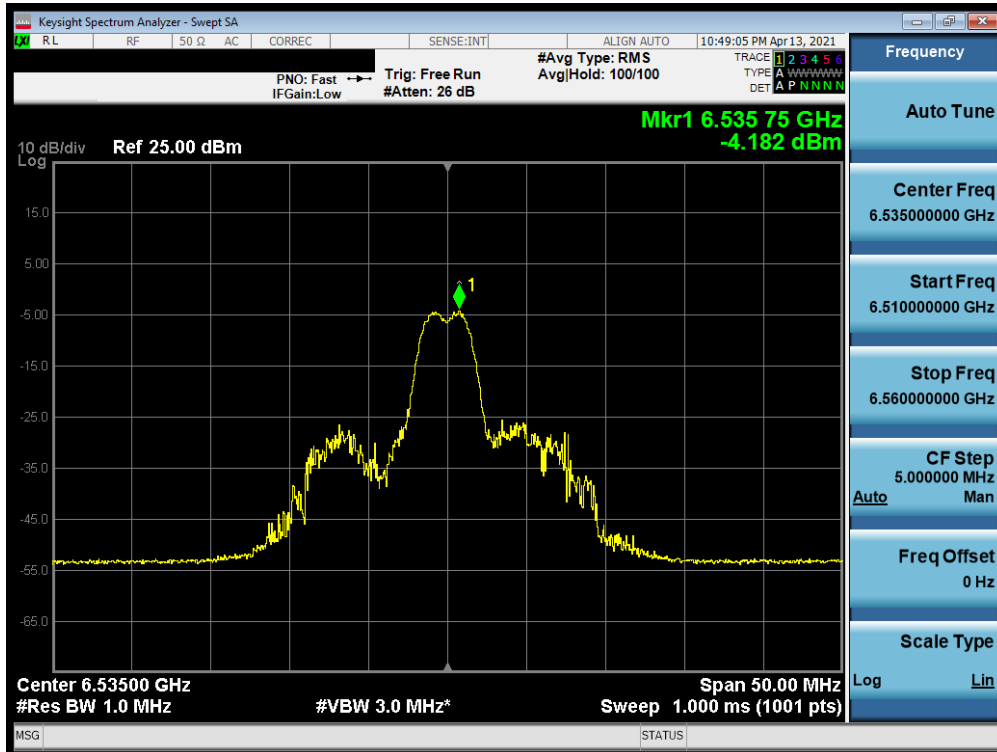 Keysight Spectrum Analyzer - Swept SA
LXI RL RF 50 Ω AC CORREC SENSE:INT ALIGN AUTO 10:49:05 PM Apr 13, 2021
Frequency
PNO: Fast
IFGain:Low
Trig: Free Run
#Atten: 26 dB
#Avg Type: RMS
Avg|Hold: 100/100
TRACE 1 2 3 4 5 6
TYPE A WWWWW
DET A P N N N N
Auto Tune
Mkr1 6.535 75 GHz
-4.182 dBm
10 dB/div Ref 25.00 dBm
Log
15.0
5.00
-5.00
-15.0
-25.0
-35.0
-45.0
-55.0
-65.0
1
Center Freq
6.535000000 GHz
Start Freq
6.510000000 GHz
Stop Freq
6.560000000 GHz
CF Step
5.000000 MHz
Auto Man
Freq Offset
0 Hz
Scale Type
Log Lin
Center 6.53500 GHz Span 50.00 MHz
#Res BW 1.0 MHz #VBW 3.0 MHz* Sweep 1.000 ms (1001 pts)
MSG STATUS